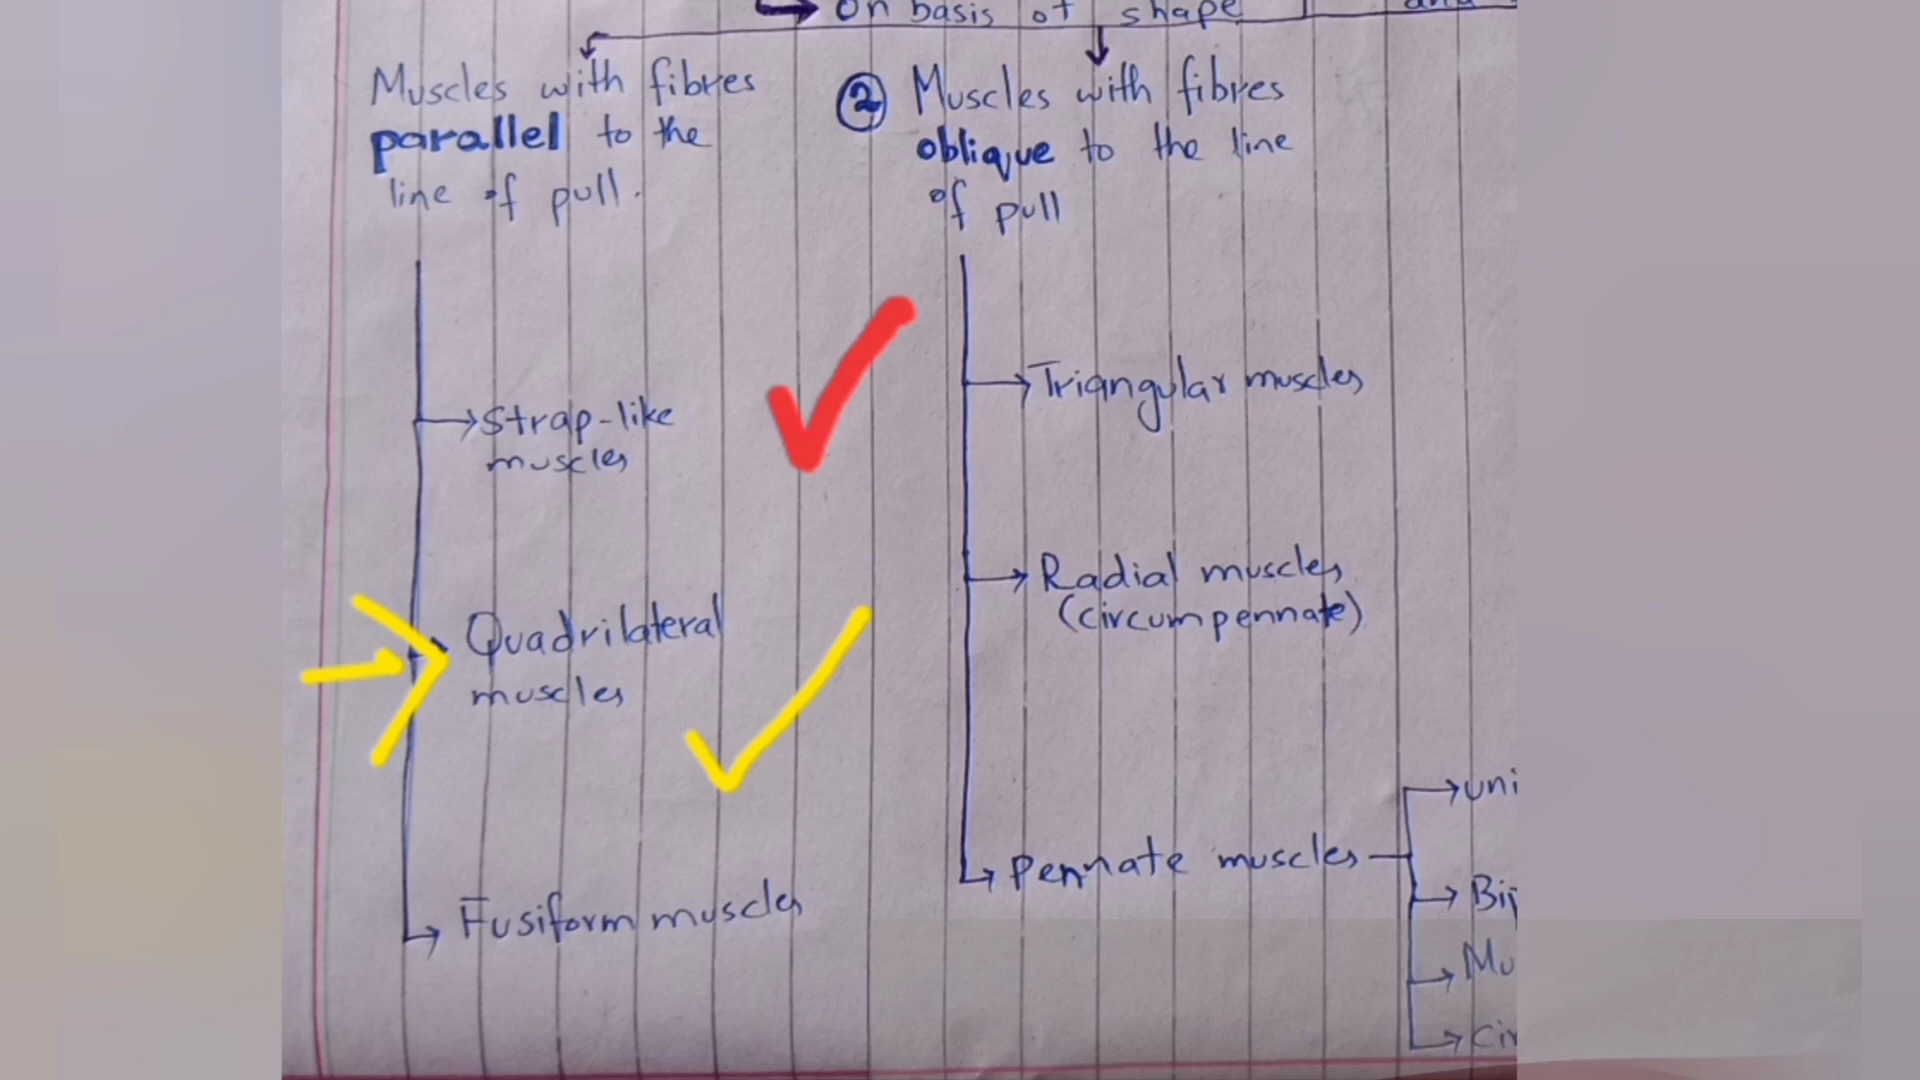 On basis of shape
Muscles with fibres
parallel to the
line of pull.
Strap-like
muscles
Quadrilateral
muscles
Fusiform muscles
② Muscles with fibres
oblique to the line
of pull
Triangular muscles
Radial muscles
(circumpennate)
Pennate muscles